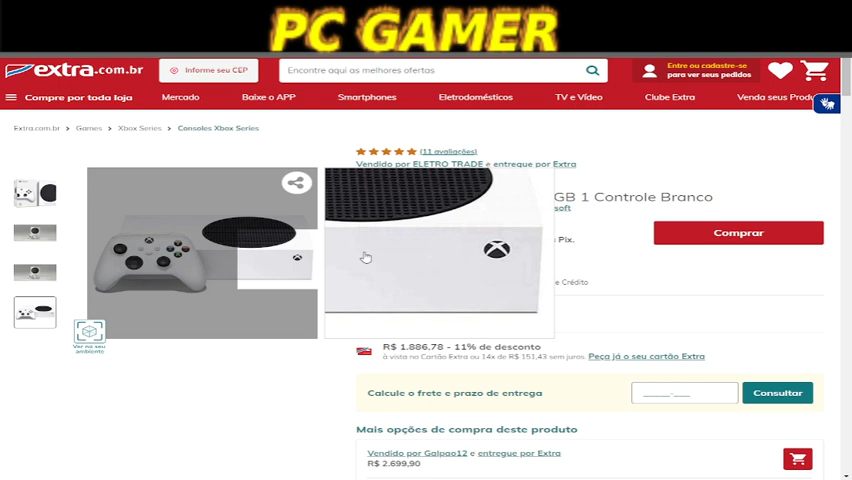 PC GAMER
extra.com.br
Informe seu CEP
Encontre aqui as melhores ofertas
Entre ou cadastre-se
para ver seus pedidos
Compre por toda loja
Mercado
Baixe o APP
Smartphones
Eletrodomésticos
TV e Vídeo
Clube Extra
Venda seus Produ
Extra.com.br > Games > Xbox Series > Consoles Xbox Series
(11 avaliações)
Vendido por ELETRO TRADE e entregue por Extra
GB 1 Controle Branco
soft
Comprar
Pix.
e Crédito
Ver no seu
ambiente
R$ 1.886,78 - 11% de desconto
à vista no Cartão Extra ou 14x de R$ 151,43 sem juros. Peça já o seu cartão Extra
Calcule o frete e prazo de entrega
_____-___
Consultar
Mais opções de compra deste produto
Vendido por Galpao12 e entregue por Extra
R$ 2.699,90